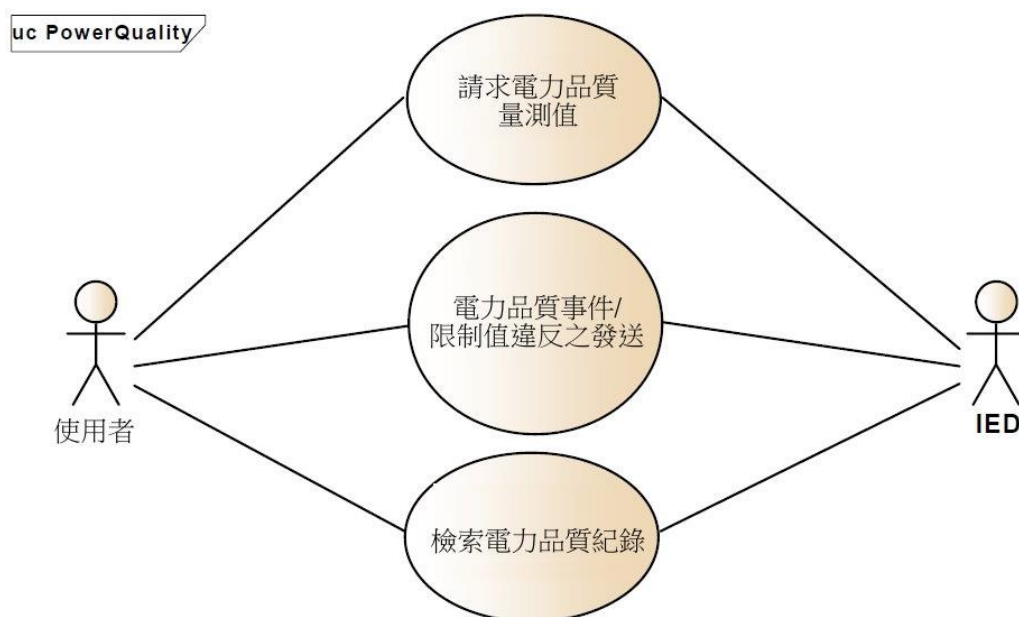 uc PowerQuality
請求電力品質
量測值
電力品質事件/
限制值違反之發送
使用者
IED
檢索電力品質紀錄